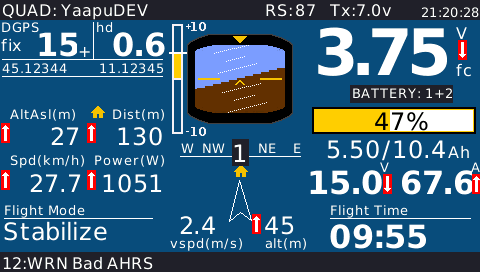 QUAD: YaapuDEV RS:87 Tx:7.0v 21:20:28
DGPS hd +10 V
fix 15+ 0.6 3.75 fc
45.12344 11.12345
BATTERY: 1+2
47%
-10
AltAsl(m) Dist(m)
27 130
W NW 1 NE E
5.50/10.4Ah
Spd(km/h) Power(W)
27.7 1051
V A
15.0 67.6
Flight Mode Flight Time
Stabilize 2.4 45 09:55
vspd(m/s) alt(m)
12:WRN Bad AHRS